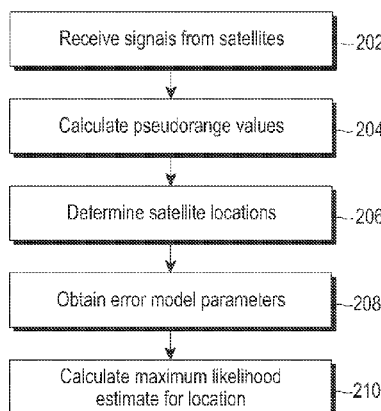 Receive signals from satellites
202
Calculate pseudorange values
204
Determine satellite locations
206
Obtain error model parameters
208
Calculate maximum likelihood
estimate for location
210